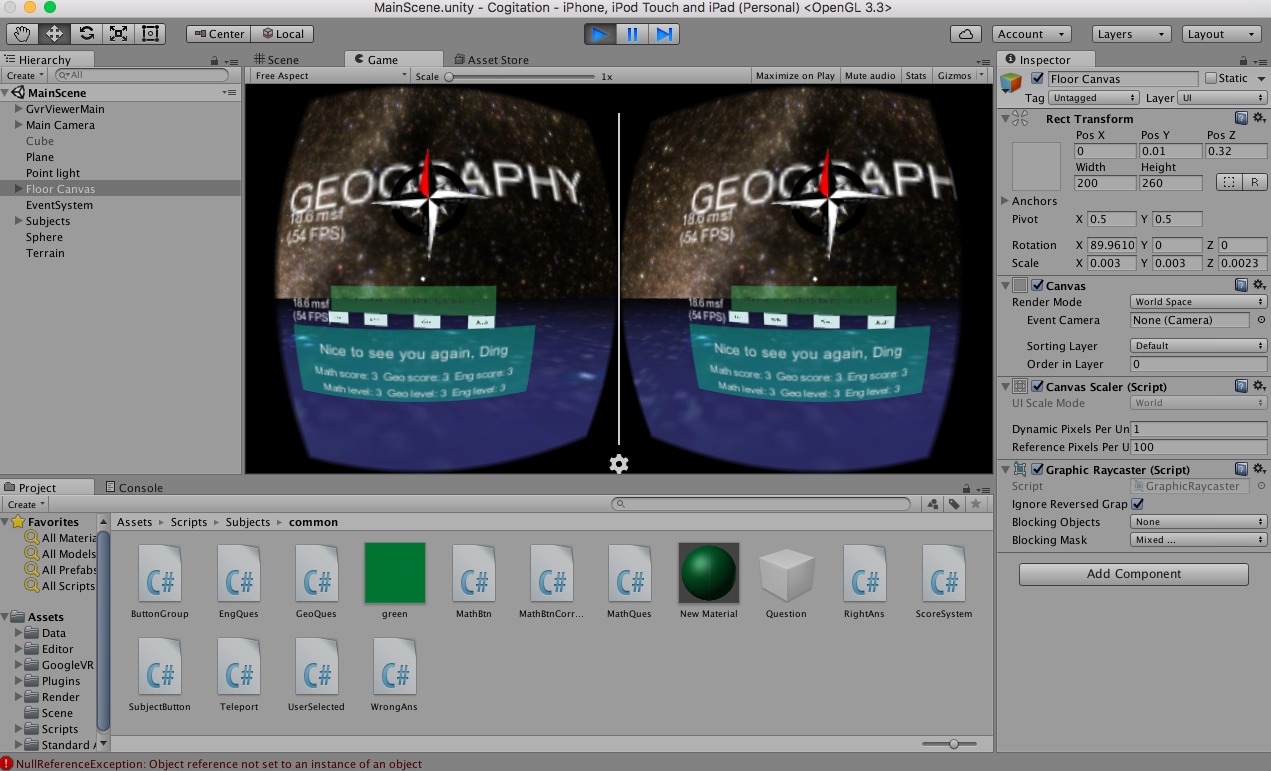 MainScene.unity - Cogitation - iPhone, iPod Touch and iPad (Personal) <OpenGL 3.3>
Center Local Account Layers Layout
Hierarchy
Create All
MainScene
GvrViewerMain
Main Camera
Cube
Plane
Point light
Floor Canvas
EventSystem
Subjects
Sphere
Terrain
Scene Game Asset Store
Free Aspect Scale 1x Maximize on Play Mute audio Stats Gizmos
GEOGRAPHY
18.6 msf
(54 FPS)
18.6 msf
(54 FPS)
Nice to see you again, Ding
Math score: 3 Geo score: 3 Eng score: 3
Math level: 3 Geo level: 3 Eng level: 3
GEOGRAPH
18.6 msf
(54 FPS)
18.6 msf
(54 FPS)
Nice to see you again, Ding
Math score: 3 Geo score: 3 Eng score: 3
Math level: 3 Geo level: 3 Eng level: 3
Inspector
Floor Canvas Static
Tag Untagged Layer UI
Rect Transform
Pos X Pos Y Pos Z
0 0.01 0.32
Width Height
200 260 R
Anchors
Pivot X 0.5 Y 0.5
Rotation X 89.9610 Y 0 Z 0
Scale X 0.003 Y 0.003 Z 0.0023
Canvas
Render Mode World Space
Event Camera None (Camera)
Sorting Layer Default
Order in Layer 0
Canvas Scaler (Script)
UI Scale Mode World
Dynamic Pixels Per Un 1
Reference Pixels Per U 100
Graphic Raycaster (Script)
Script GraphicRaycaster
Ignore Reversed Grap
Blocking Objects None
Blocking Mask Mixed ...
Add Component
Project Console
Create
Favorites
All Materia
All Models
All Prefabs
All Scripts
Assets
Data
Editor
GoogleVR
Plugins
Render
Scene
Scripts
Standard A
Assets Scripts Subjects common
C# C# C# C# C# C# C# C#
ButtonGroup EngQues GeoQues green MathBtn MathBtnCorr... MathQues New Material Question RightAns ScoreSystem
C# C# C# C#
SubjectButton Teleport UserSelected WrongAns
NullReferenceException: Object reference not set to an instance of an object